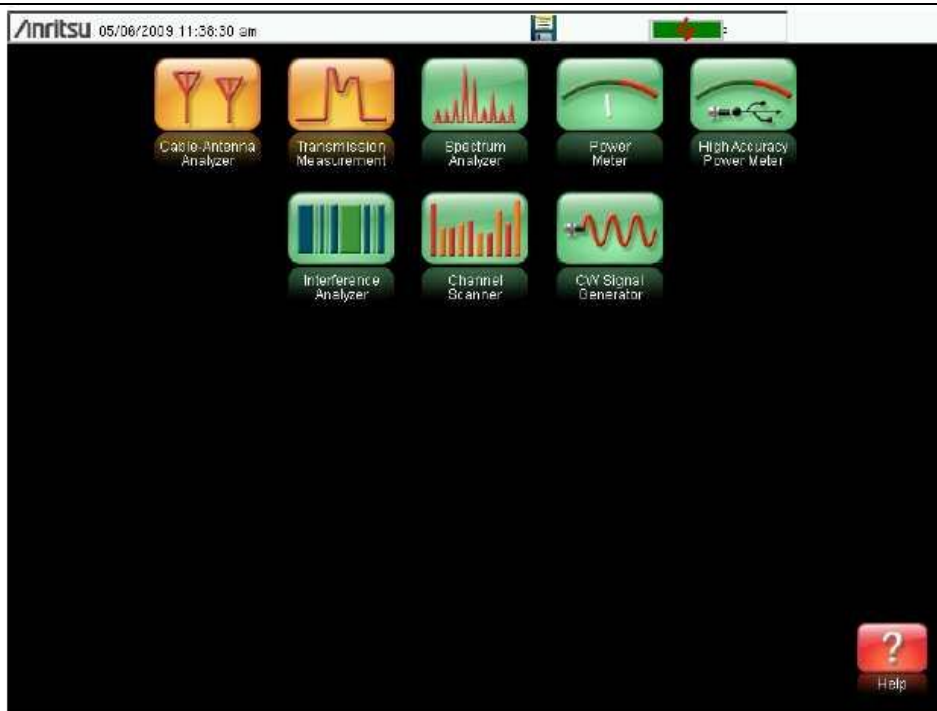 /Inritsu 05/06/2009 11:38:30 am
Cable-Antenna
Analyzer
Transmission
Measurement
Spectrum
Analyzer
Power
Meter
High Accuracy
Power Meter
Interference
Analyzer
Channel
Scanner
CW Signal
Generator
?
Help